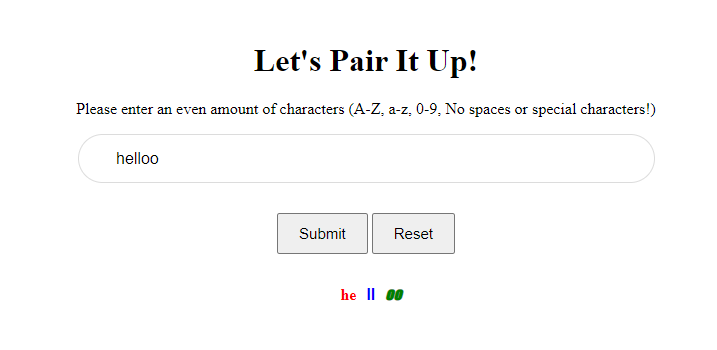 Let's Pair It Up!
Please enter an even amount of characters (A-Z, a-z, 0-9, No spaces or special characters!)
helloo
Submit Reset
he ll oo